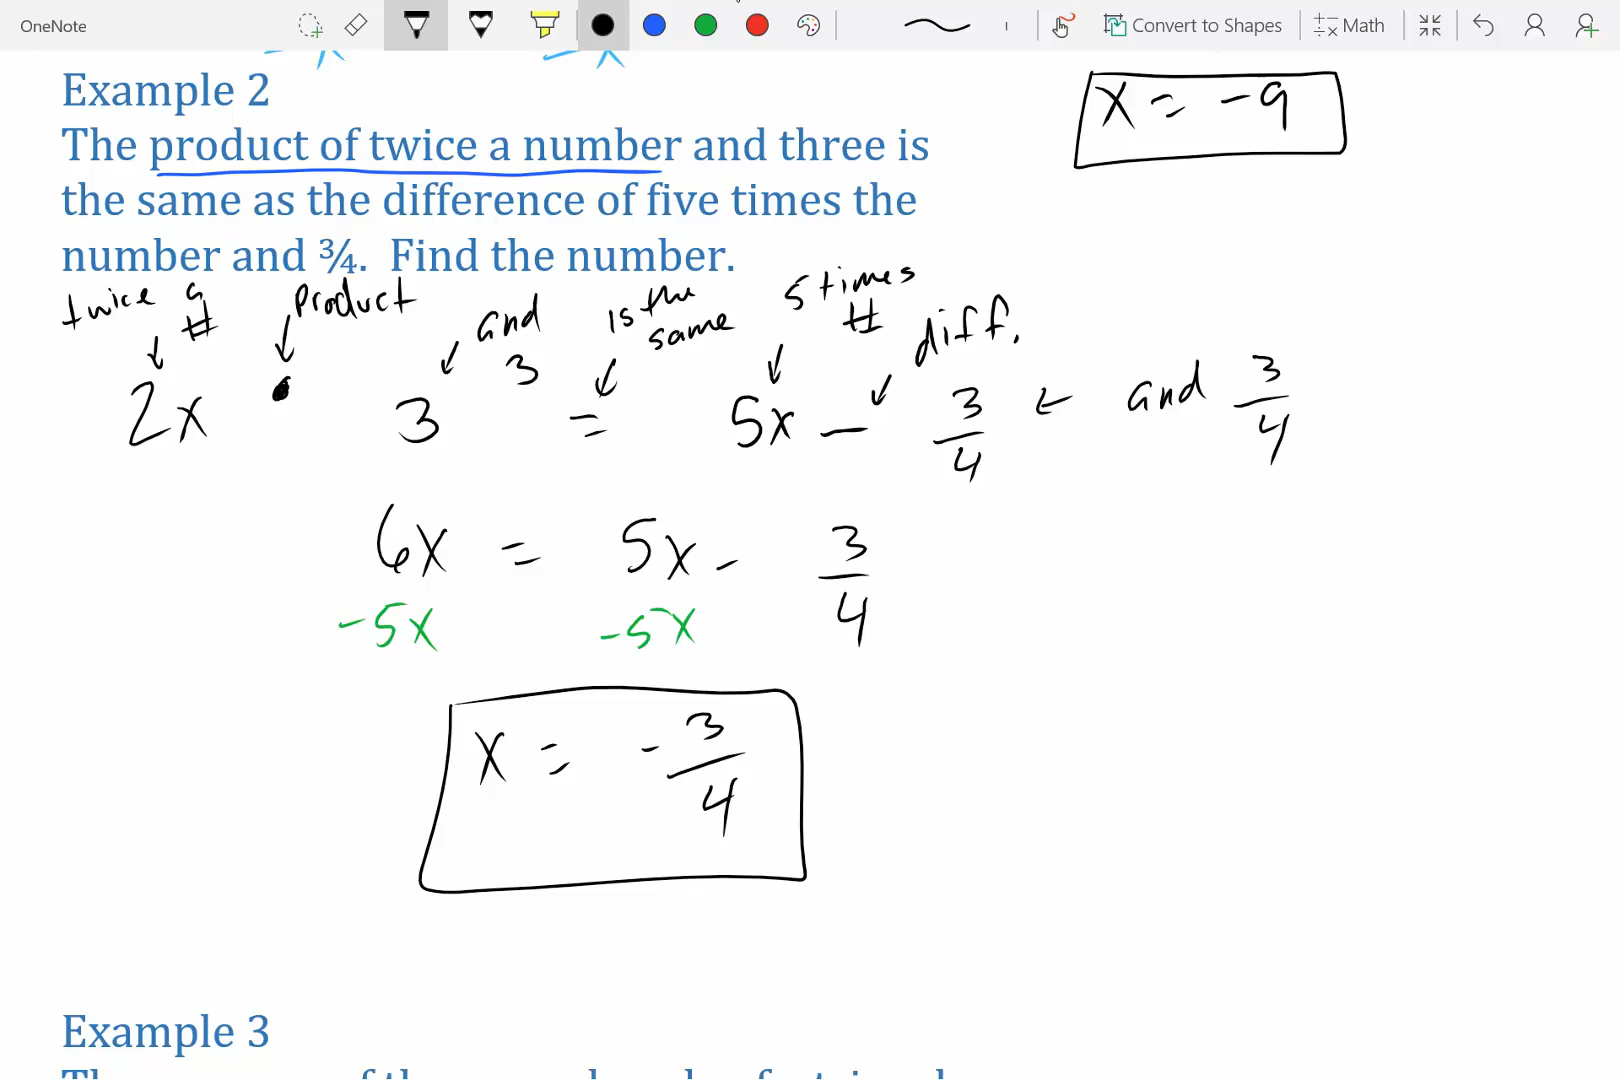 OneNote Convert to Shapes Math
Example 2
x = -9
The product of twice a number and three is
the same as the difference of five times the
number and ¾. Find the number.
twice a # product and 3 is the same 5 times # diff.
2x • 3 = 5x - 3/4 ← and 3/4
6x = 5x - 3/4
-5x -5x
x = - 3/4
Example 3